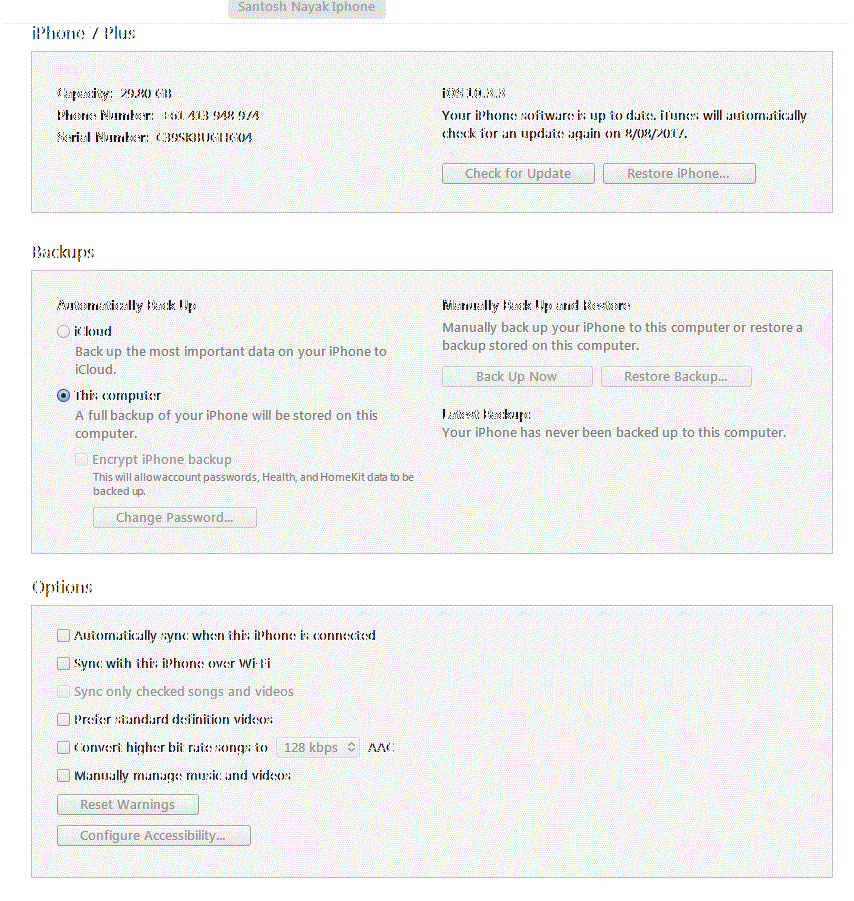 Santosh Nayak Iphone
iPhone 7 Plus
Capacity: 29.80 GB
Phone Number: +61 413 948 974
Serial Number:
iOS 10.3.3
Your iPhone software is up to date. iTunes will automatically
check for an update again on 8/08/2017.
Check for Update
Restore iPhone...
Backups
Automatically Back Up
iCloud
Back up the most important data on your iPhone to
iCloud.
This computer
A full backup of your iPhone will be stored on this
computer.
Encrypt iPhone backup
This will allow account passwords, Health, and HomeKit data to be
backed up.
Change Password...
Manually Back Up and Restore
Manually back up your iPhone to this computer or restore a
backup stored on this computer.
Back Up Now
Restore Backup...
Latest Backup:
Your iPhone has never been backed up to this computer.
Options
Automatically sync when this iPhone is connected
Sync with this iPhone over Wi-Fi
Sync only checked songs and videos
Prefer standard definition videos
Convert higher bit rate songs to 128 kbps AAC
Manually manage music and videos
Reset Warnings
Configure Accessibility...